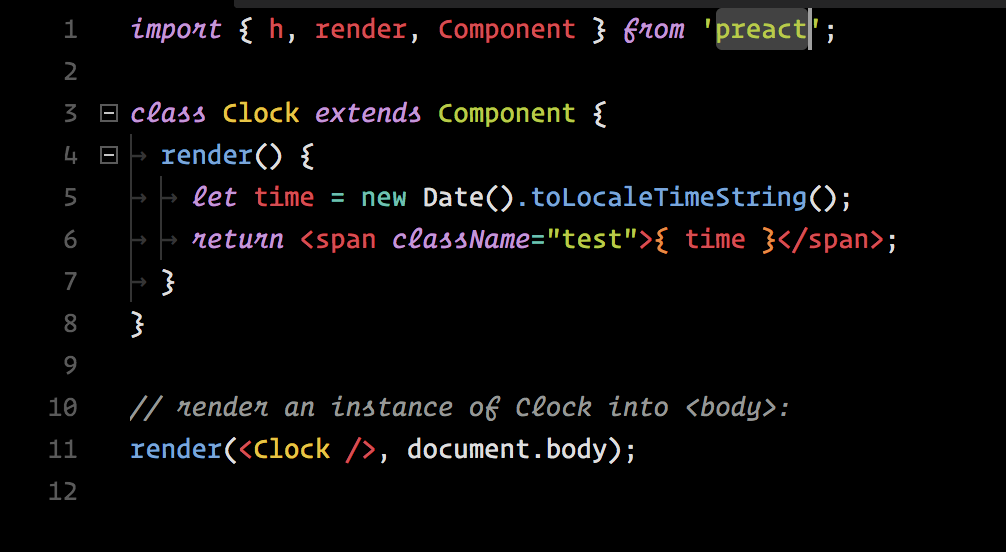 1 import { h, render, Component } from 'preact';
2
3 class Clock extends Component {
4 render() {
5 let time = new Date().toLocaleTimeString();
6 return <span className="test">{ time }</span>;
7 }
8 }
9
10 // render an instance of Clock into <body>:
11 render(<Clock />, document.body);
12